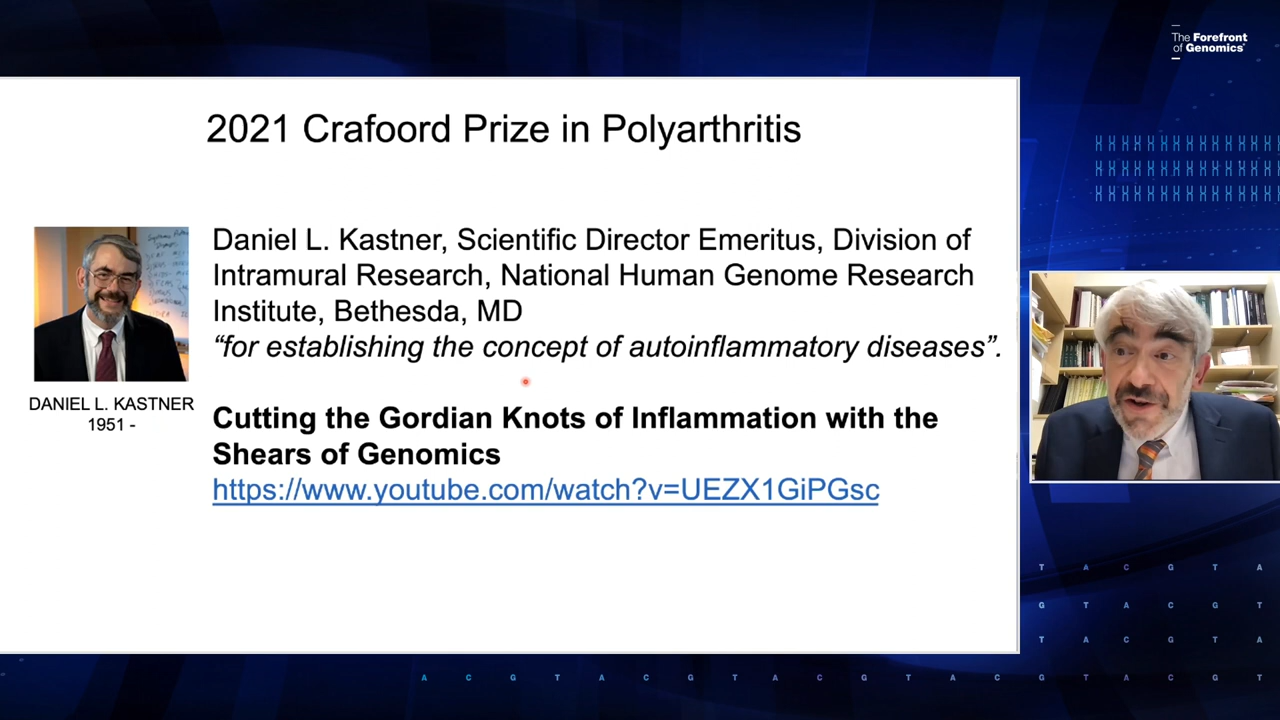 The Forefront
of Genomics®
2021 Crafoord Prize in Polyarthritis
Daniel L. Kastner, Scientific Director Emeritus, Division of
Intramural Research, National Human Genome Research
Institute, Bethesda, MD
“for establishing the concept of autoinflammatory diseases”.
DANIEL L. KASTNER
1951 -
Cutting the Gordian Knots of Inflammation with the
Shears of Genomics
https://www.youtube.com/watch?v=UEZX1GiPGsc
T A C G T A
G T A C G T
T A C G T A
A C G T A C G T A C G T A C G T A C G T